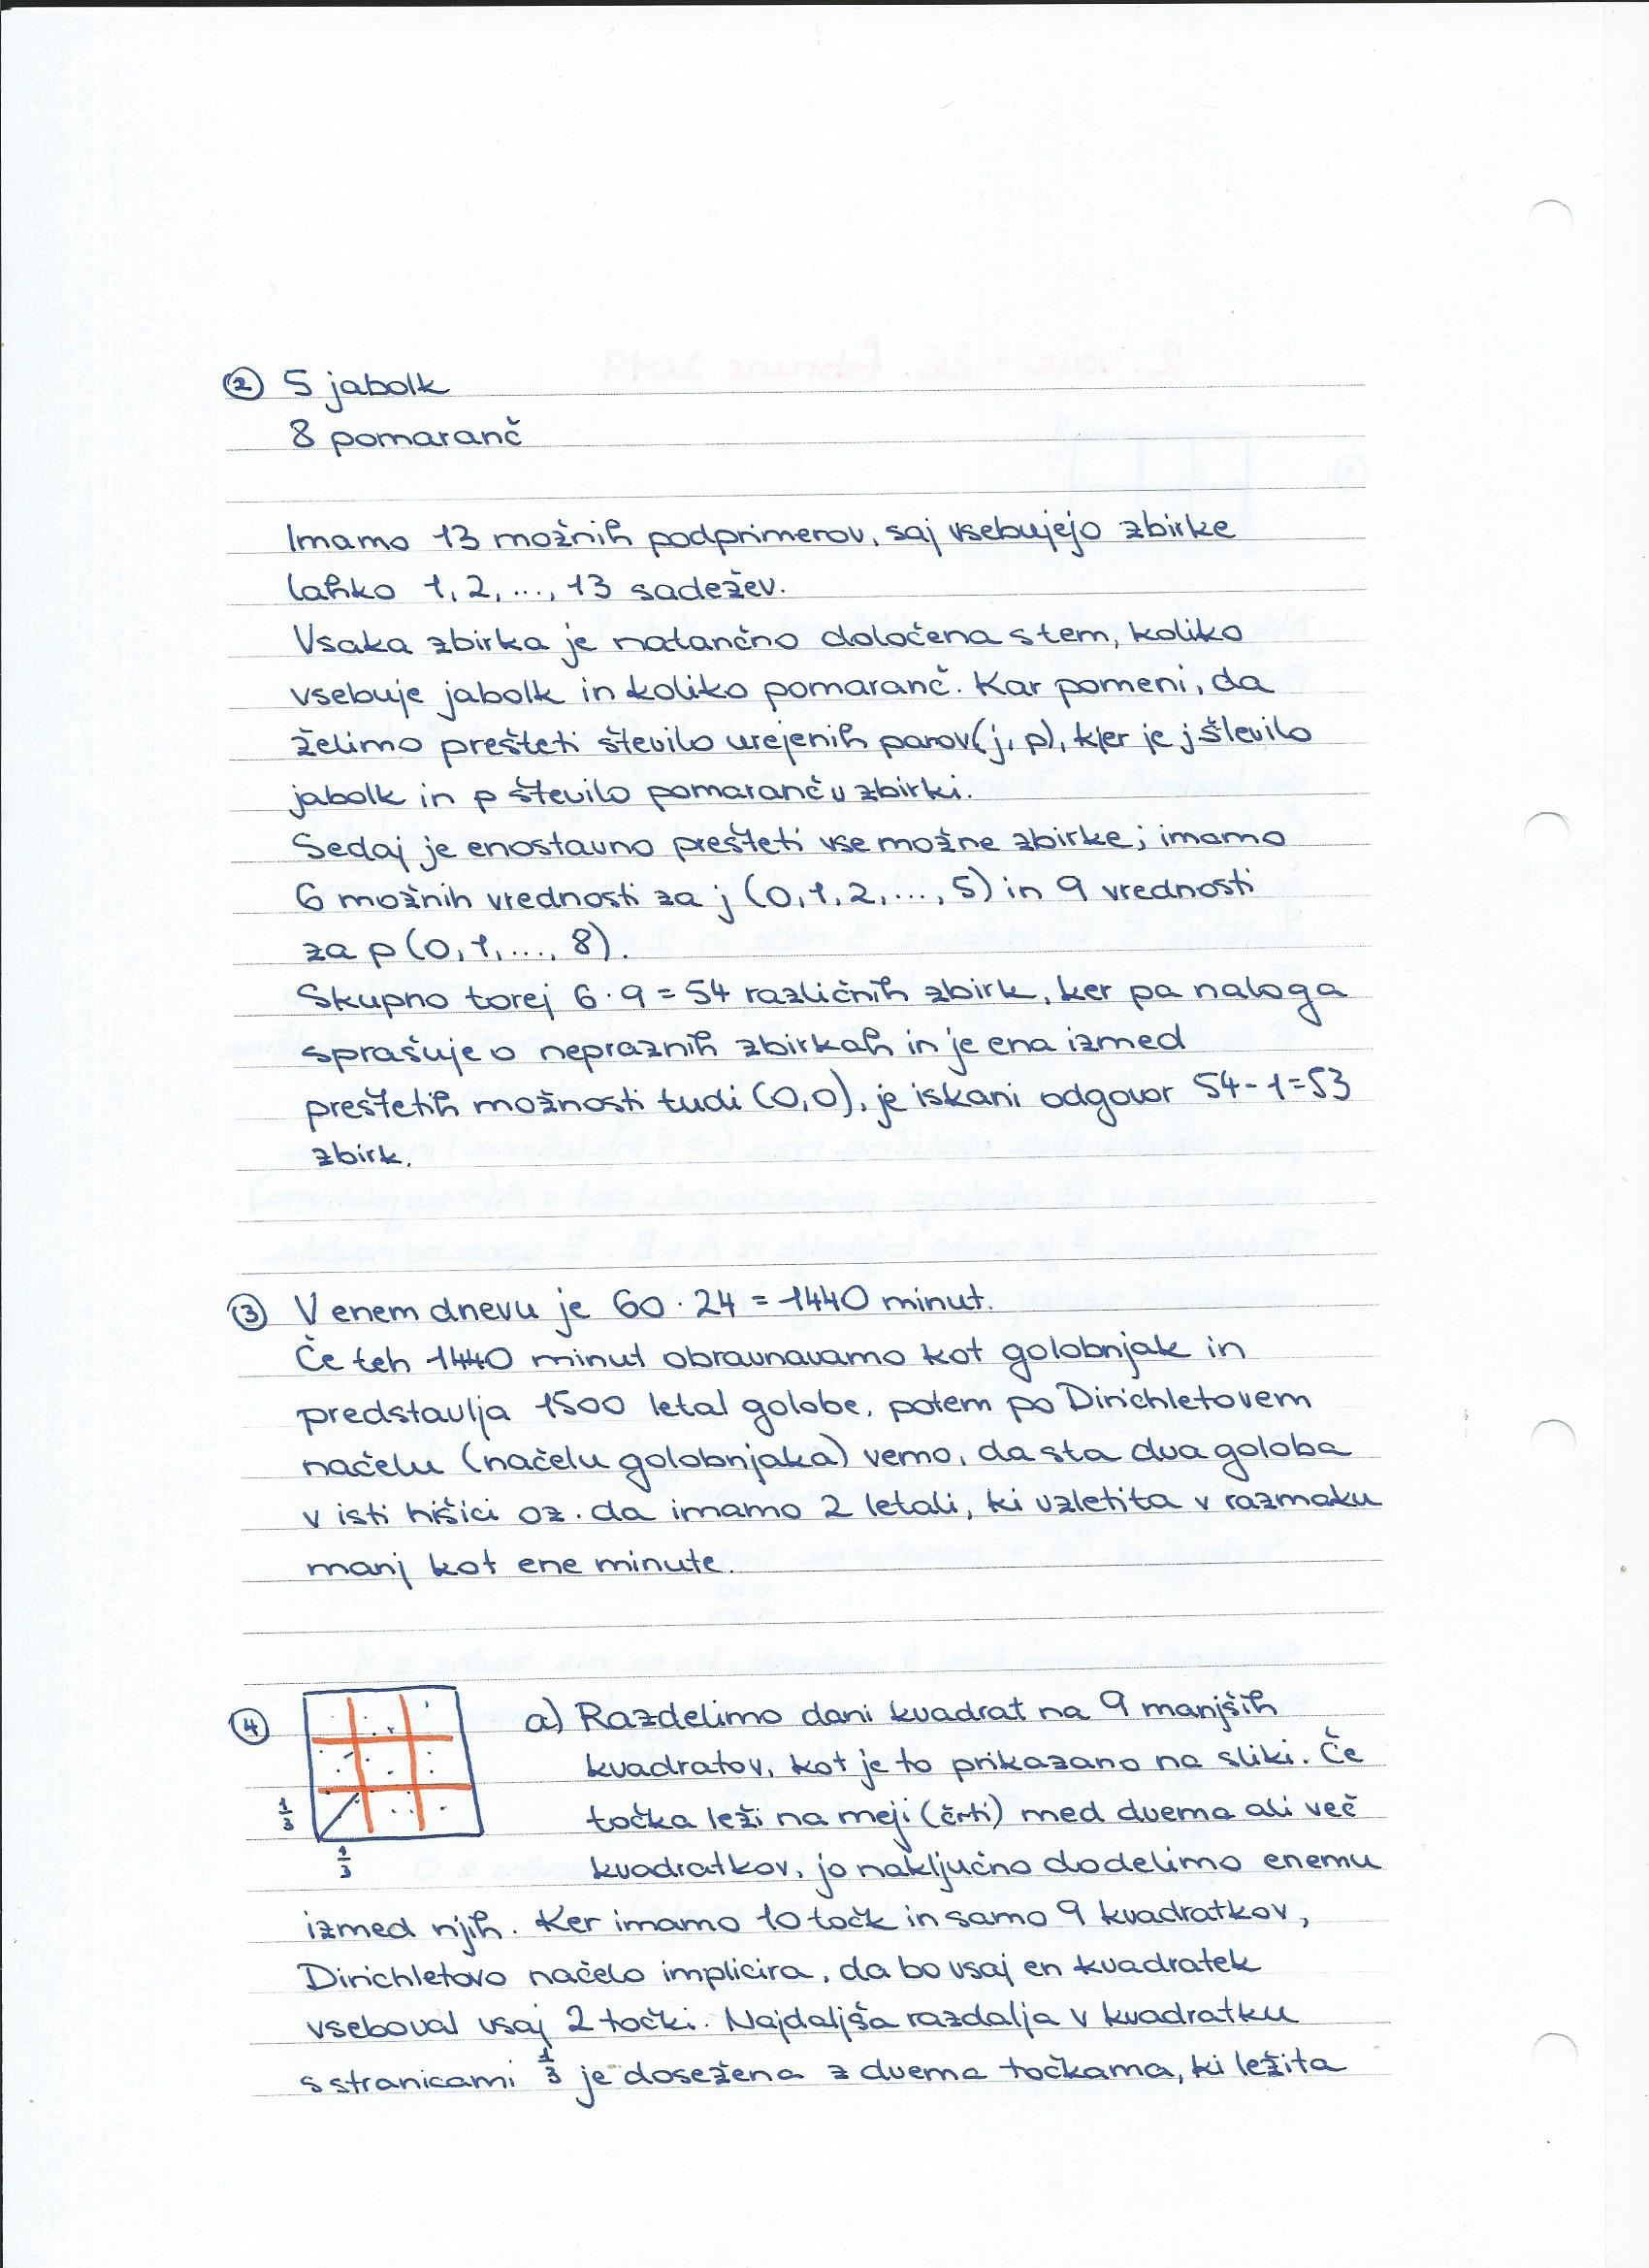 ② 5 jabolk
8 pomaranč
Imamo 13 možnih podprimerov, saj vsebujejo zbirke
lahko 1, 2, ..., 13 sadežev.
Vsaka zbirka je natančno določena s tem, koliko
vsebuje jabolk in koliko pomaranč. Kar pomeni, da
želimo prešteti število urejenih parov (j, p), kjer je j število
jabolk in p število pomaranč v zbirki.
Sedaj je enostavno prešteti vse možne zbirke; imamo
6 možnih vrednosti za j (0, 1, 2, ..., 5) in 9 vrednosti
za p (0, 1, ..., 8).
Skupno torej 6 · 9 = 54 različnih zbirk, ker pa naloga
sprašuje o nepraznih zbirkah in je ena izmed
preštetih možnosti tudi (0,0), je iskani odgovor 54 - 1 = 53
zbirk.
③ V enem dnevu je 60 · 24 = 1440 minut.
Če teh 1440 minut obravnavamo kot golobnjak in
predstavlja 1500 letal golobe, potem po Dirichletovem
načelu (načelu golobnjaka) vemo, da sta dva goloba
v isti hišici oz. da imamo 2 letali, ki vzletita v razmaku
manj kot ene minute.
④ a) Razdelimo dani kvadrat na 9 manjših
kvadratov, kot je to prikazano na sliki. Če
1/3 točka leži na meji (črti) med dvema ali več
1/3 kvadratkov, jo naključno dodelimo enemu
izmed njih. Ker imamo 10 točk in samo 9 kvadratkov,
Dirichletovo načelo implicira, da bo vsaj en kvadratek
vseboval vsaj 2 točki. Najdaljša razdalja v kvadratku
s stranicami 1/3 je dosežena z dvema točkama, ki ležita